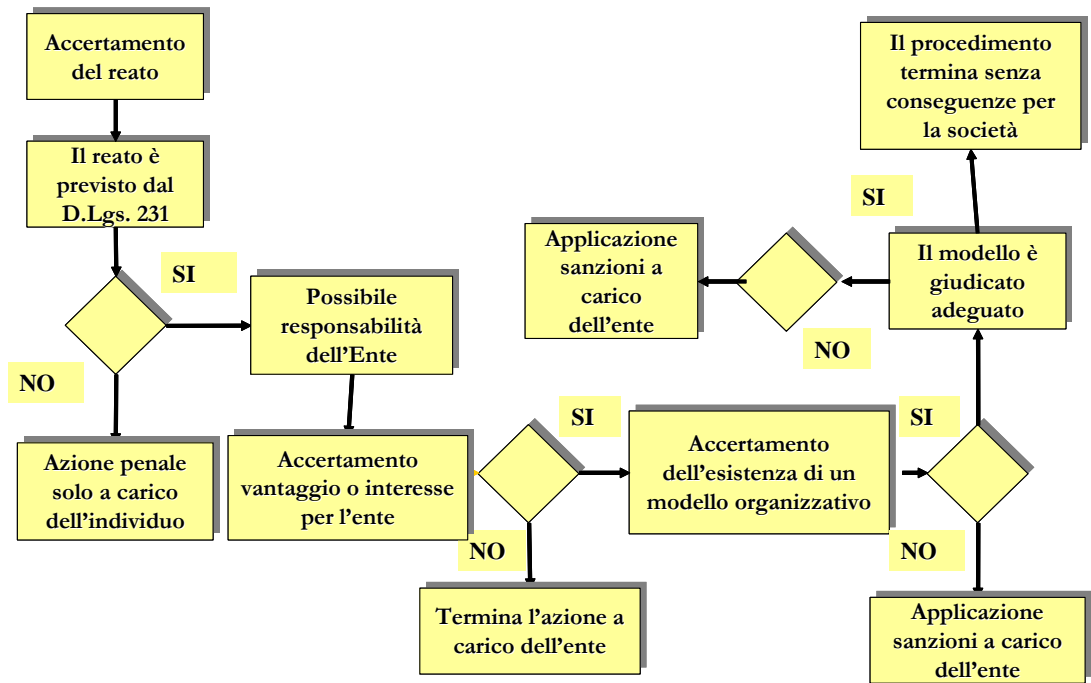 Accertamento
del reato
Il reato è
previsto dal
D.Lgs. 231
SI
NO
Possibile
responsabilità
dell'Ente
Azione penale
solo a carico
dell'individuo
Accertamento
vantaggio o interesse
per l'ente
SI
NO
Termina l'azione a
carico dell'ente
Accertamento
dell'esistenza di un
modello organizzativo
SI
NO
Applicazione
sanzioni a carico
dell'ente
Il modello è
giudicato
adeguato
SI
NO
Applicazione
sanzioni a
carico
dell'ente
Il procedimento
termina senza
conseguenze per
la società